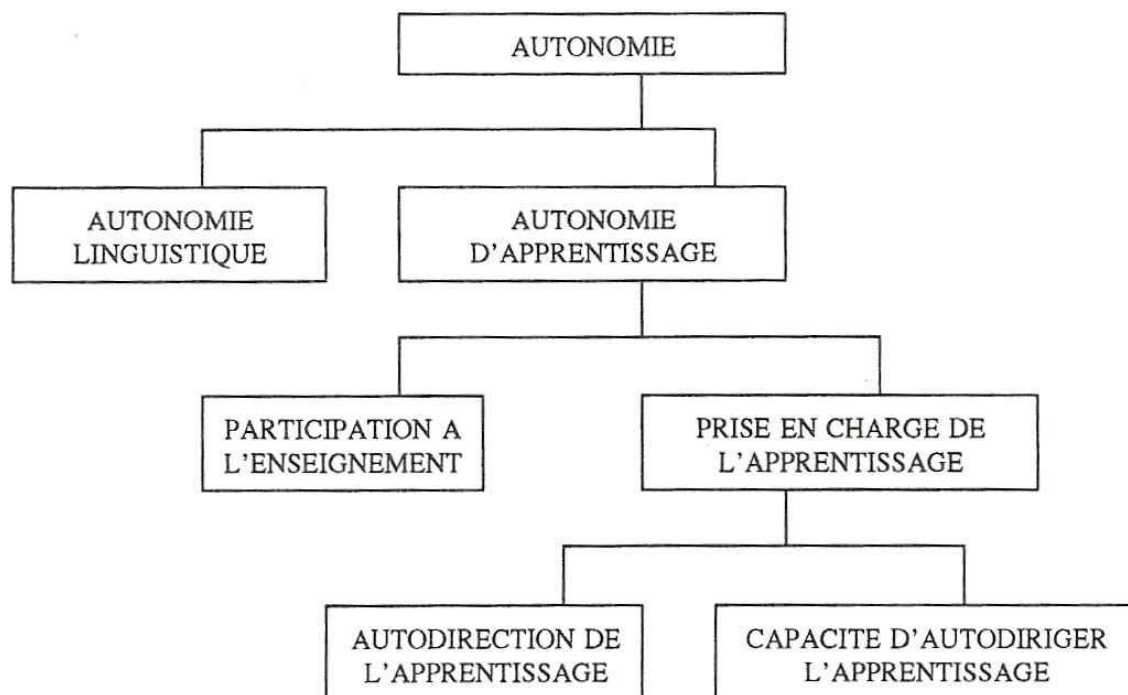 AUTONOMIE
AUTONOMIE
LINGUISTIQUE
AUTONOMIE
D'APPRENTISSAGE
PARTICIPATION A
L'ENSEIGNEMENT
PRISE EN CHARGE DE
L'APPRENTISSAGE
AUTODIRECTION DE
L'APPRENTISSAGE
CAPACITE D'AUTODIRIGER
L'APPRENTISSAGE